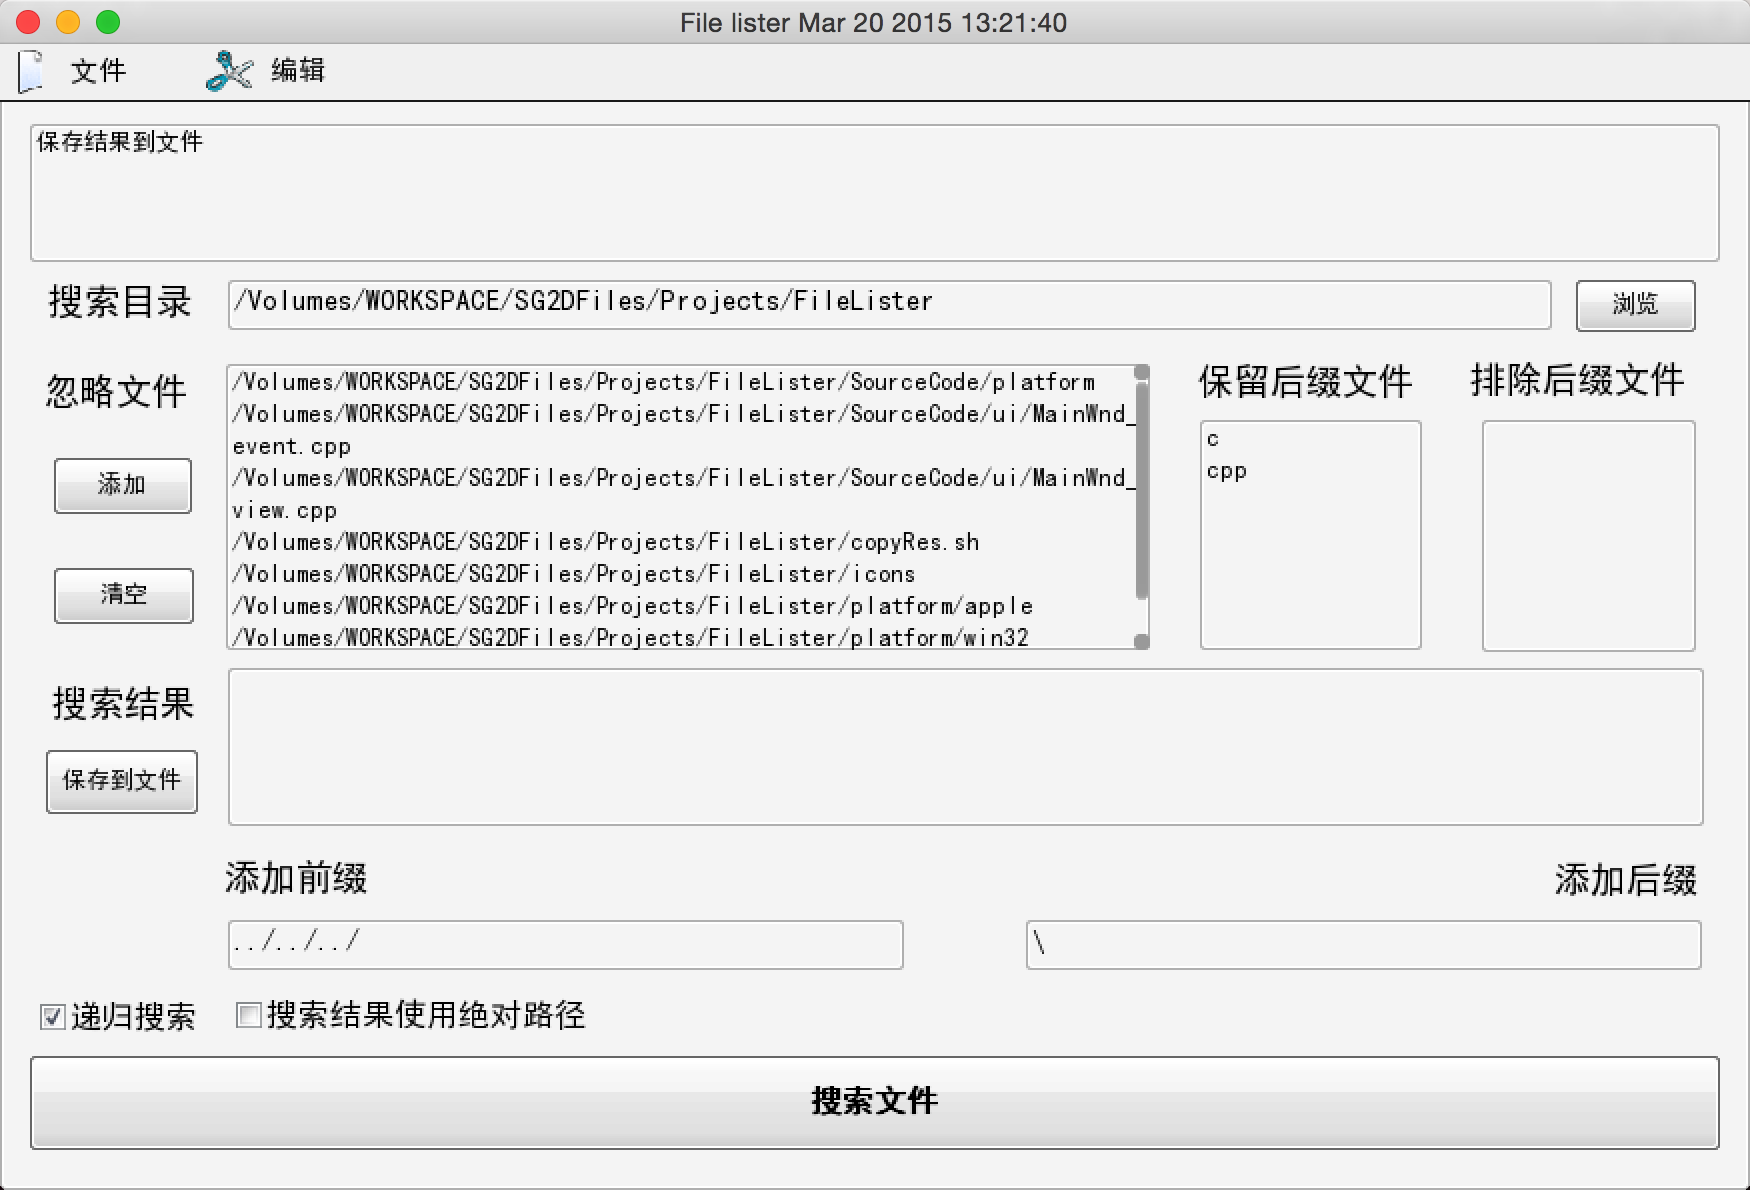 File lister Mar 20 2015 13:21:40
文件 编辑
保存结果到文件
搜索目录 /Volumes/WORKSPACE/SG2DFiles/Projects/FileLister 浏览
忽略文件
/Volumes/WORKSPACE/SG2DFiles/Projects/FileLister/SourceCode/platform
/Volumes/WORKSPACE/SG2DFiles/Projects/FileLister/SourceCode/ui/MainWnd_
event.cpp
/Volumes/WORKSPACE/SG2DFiles/Projects/FileLister/SourceCode/ui/MainWnd_
view.cpp
/Volumes/WORKSPACE/SG2DFiles/Projects/FileLister/copyRes.sh
/Volumes/WORKSPACE/SG2DFiles/Projects/FileLister/icons
/Volumes/WORKSPACE/SG2DFiles/Projects/FileLister/platform/apple
/Volumes/WORKSPACE/SG2DFiles/Projects/FileLister/platform/win32
添加
清空
保留后缀文件
c
cpp
排除后缀文件
搜索结果
保存到文件
添加前缀 添加后缀
../../../ \
递归搜索 搜索结果使用绝对路径
搜索文件